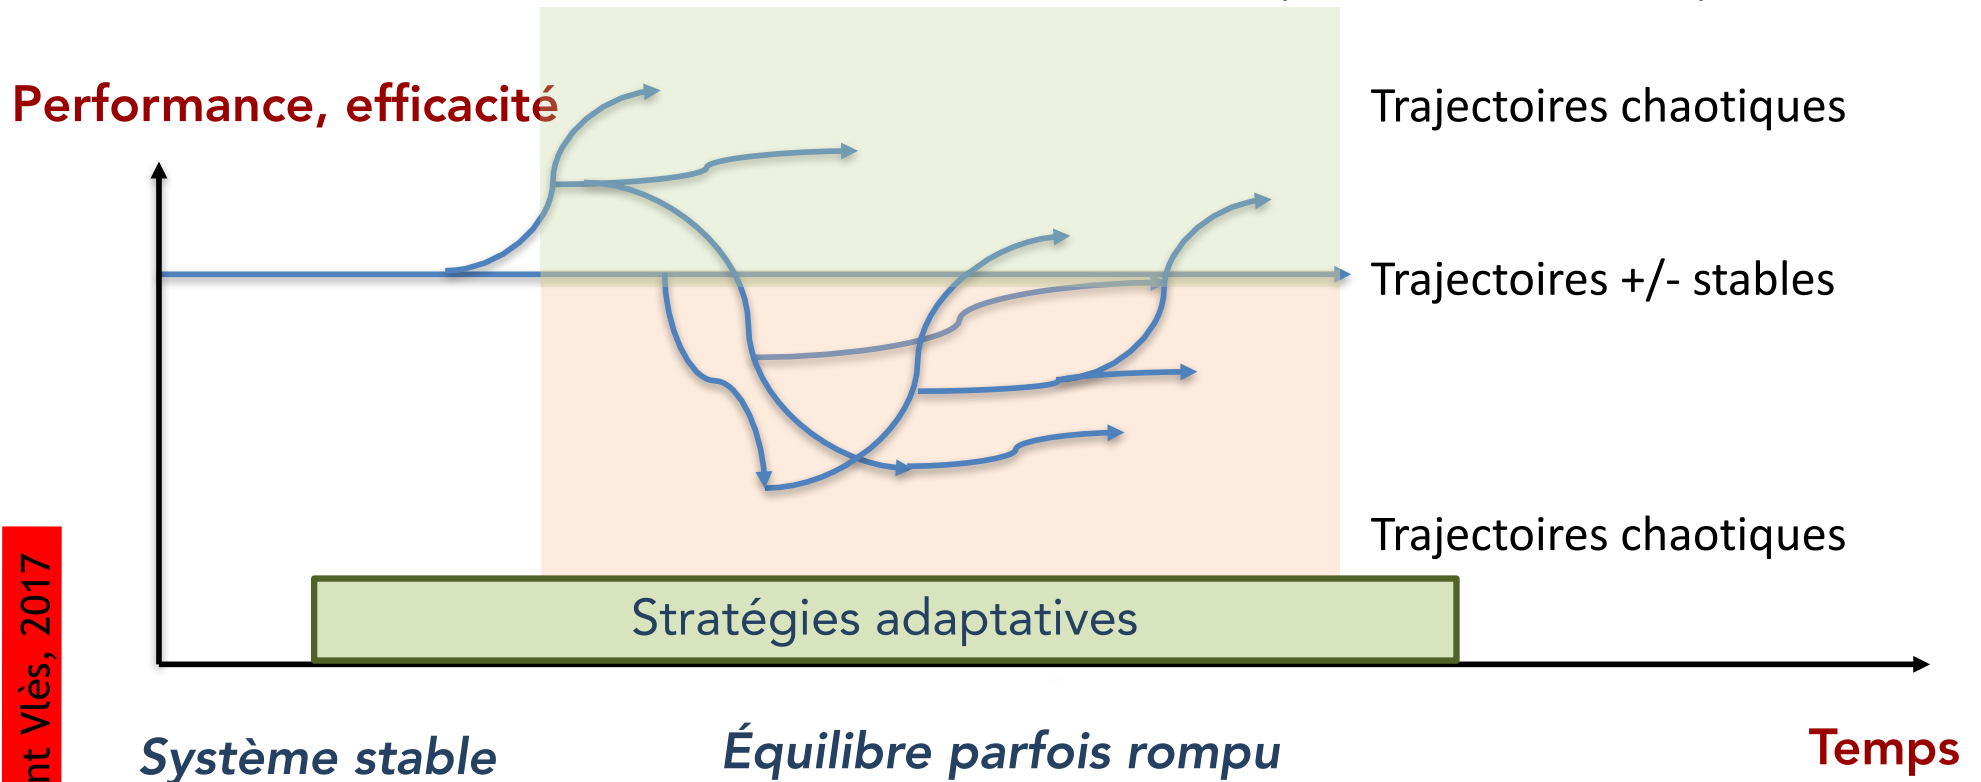 Performance, efficacité
Trajectoires chaotiques
Trajectoires +/- stables
Trajectoires chaotiques
Stratégies adaptatives
Vlès, 2017
Système stable
Équilibre parfois rompu
Temps